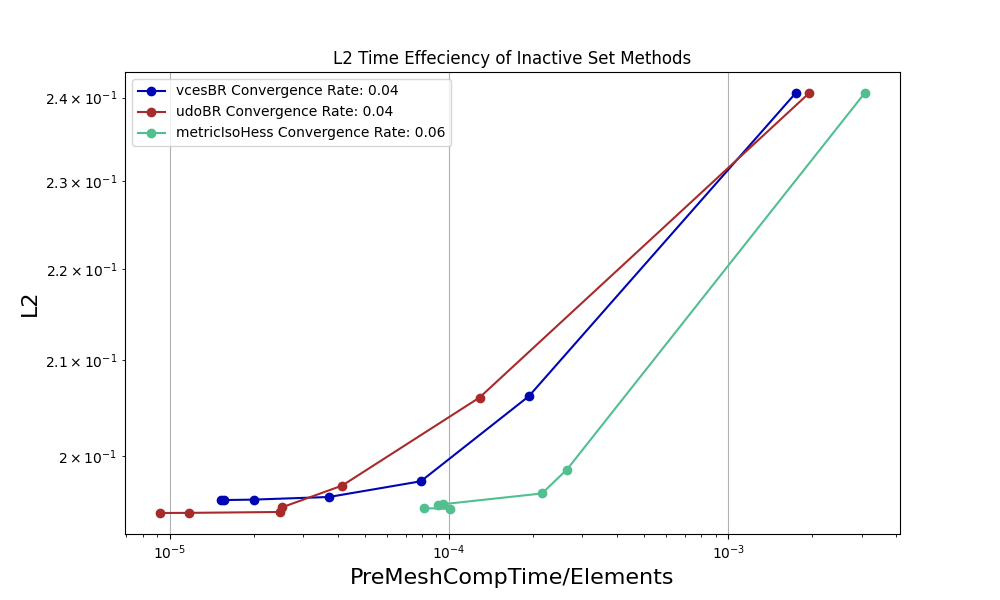 L2 Time Effeciency of Inactive Set Methods
vcesBR Convergence Rate: 0.04
udoBR Convergence Rate: 0.04
metricIsoHess Convergence Rate: 0.06
2.4 × 10⁻¹
2.3 × 10⁻¹
2.2 × 10⁻¹
2.1 × 10⁻¹
2 × 10⁻¹
L2
10⁻⁵
10⁻⁴
10⁻³
PreMeshCompTime/Elements